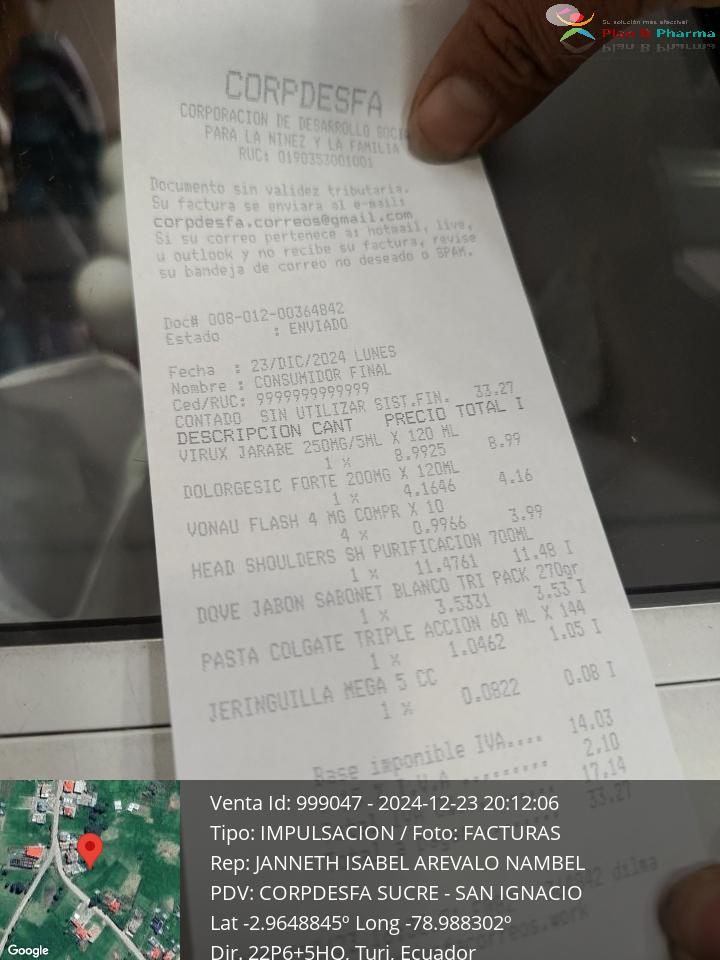 Su solución más efectiva!
Plan B Pharma
CORPDESFA
CORPORACION DE DESARROLLO SOCI
PARA LA NINEZ Y LA FAMILIA
RUC: 0190353001001
Documento sin validez tributaria.
Su factura se enviara al e-mail:
corpdesfa.correos@gmail.com
Si su correo pertenece a: hotmail, live,
u outlook y no recibe su factura, revise
su bandeja de correo no deseado o SPAM.
Doc# 008-012-00364842
Estado : ENVIADO
Fecha : 23/DIC/2024 LUNES
Nombre : CONSUMIDOR FINAL
Ced/RUC: 9999999999999
CONTADO SIN UTILIZAR SIST.FIN. 33.27
DESCRIPCION CANT PRECIO TOTAL I
VIRUX JARABE 250MG/5ML X 120 ML
1 X 8.9925 8.99
DOLORGESIC FORTE 200MG X 120ML
1 X 4.1646 4.16
VONAU FLASH 4 MG COMPR X 10
4 X 0.9966 3.99
HEAD SHOULDERS SH PURIFICACION 700ML
1 X 11.4761 11.48 I
DOVE JABON SABONET BLANCO TRI PACK 270gr
1 X 3.5331 3.53 I
PASTA COLGATE TRIPLE ACCION 60 ML X 144
1 X 1.0462 1.05 I
JERINGUILLA MEGA 5 CC
1 X 0.0822 0.08 I
Base imponible IVA.... 14.03
I.V.A ......... 2.10
17.14
33.27
dilma
Venta Id: 999047 - 2024-12-23 20:12:06
Tipo: IMPULSACION / Foto: FACTURAS
Rep: JANNETH ISABEL AREVALO NAMBEL
PDV: CORPDESFA SUCRE - SAN IGNACIO
Lat -2.9648845º Long -78.988302º
Dir. 22P6+5HQ, Turi, Ecuador
Google